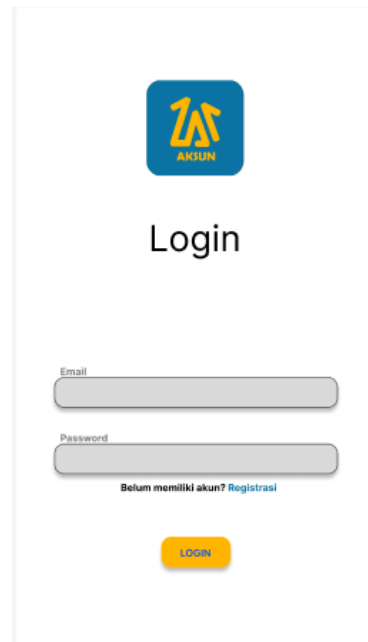 AKSUN
Login
Email
Password
Belum memiliki akun? Registrasi
LOGIN